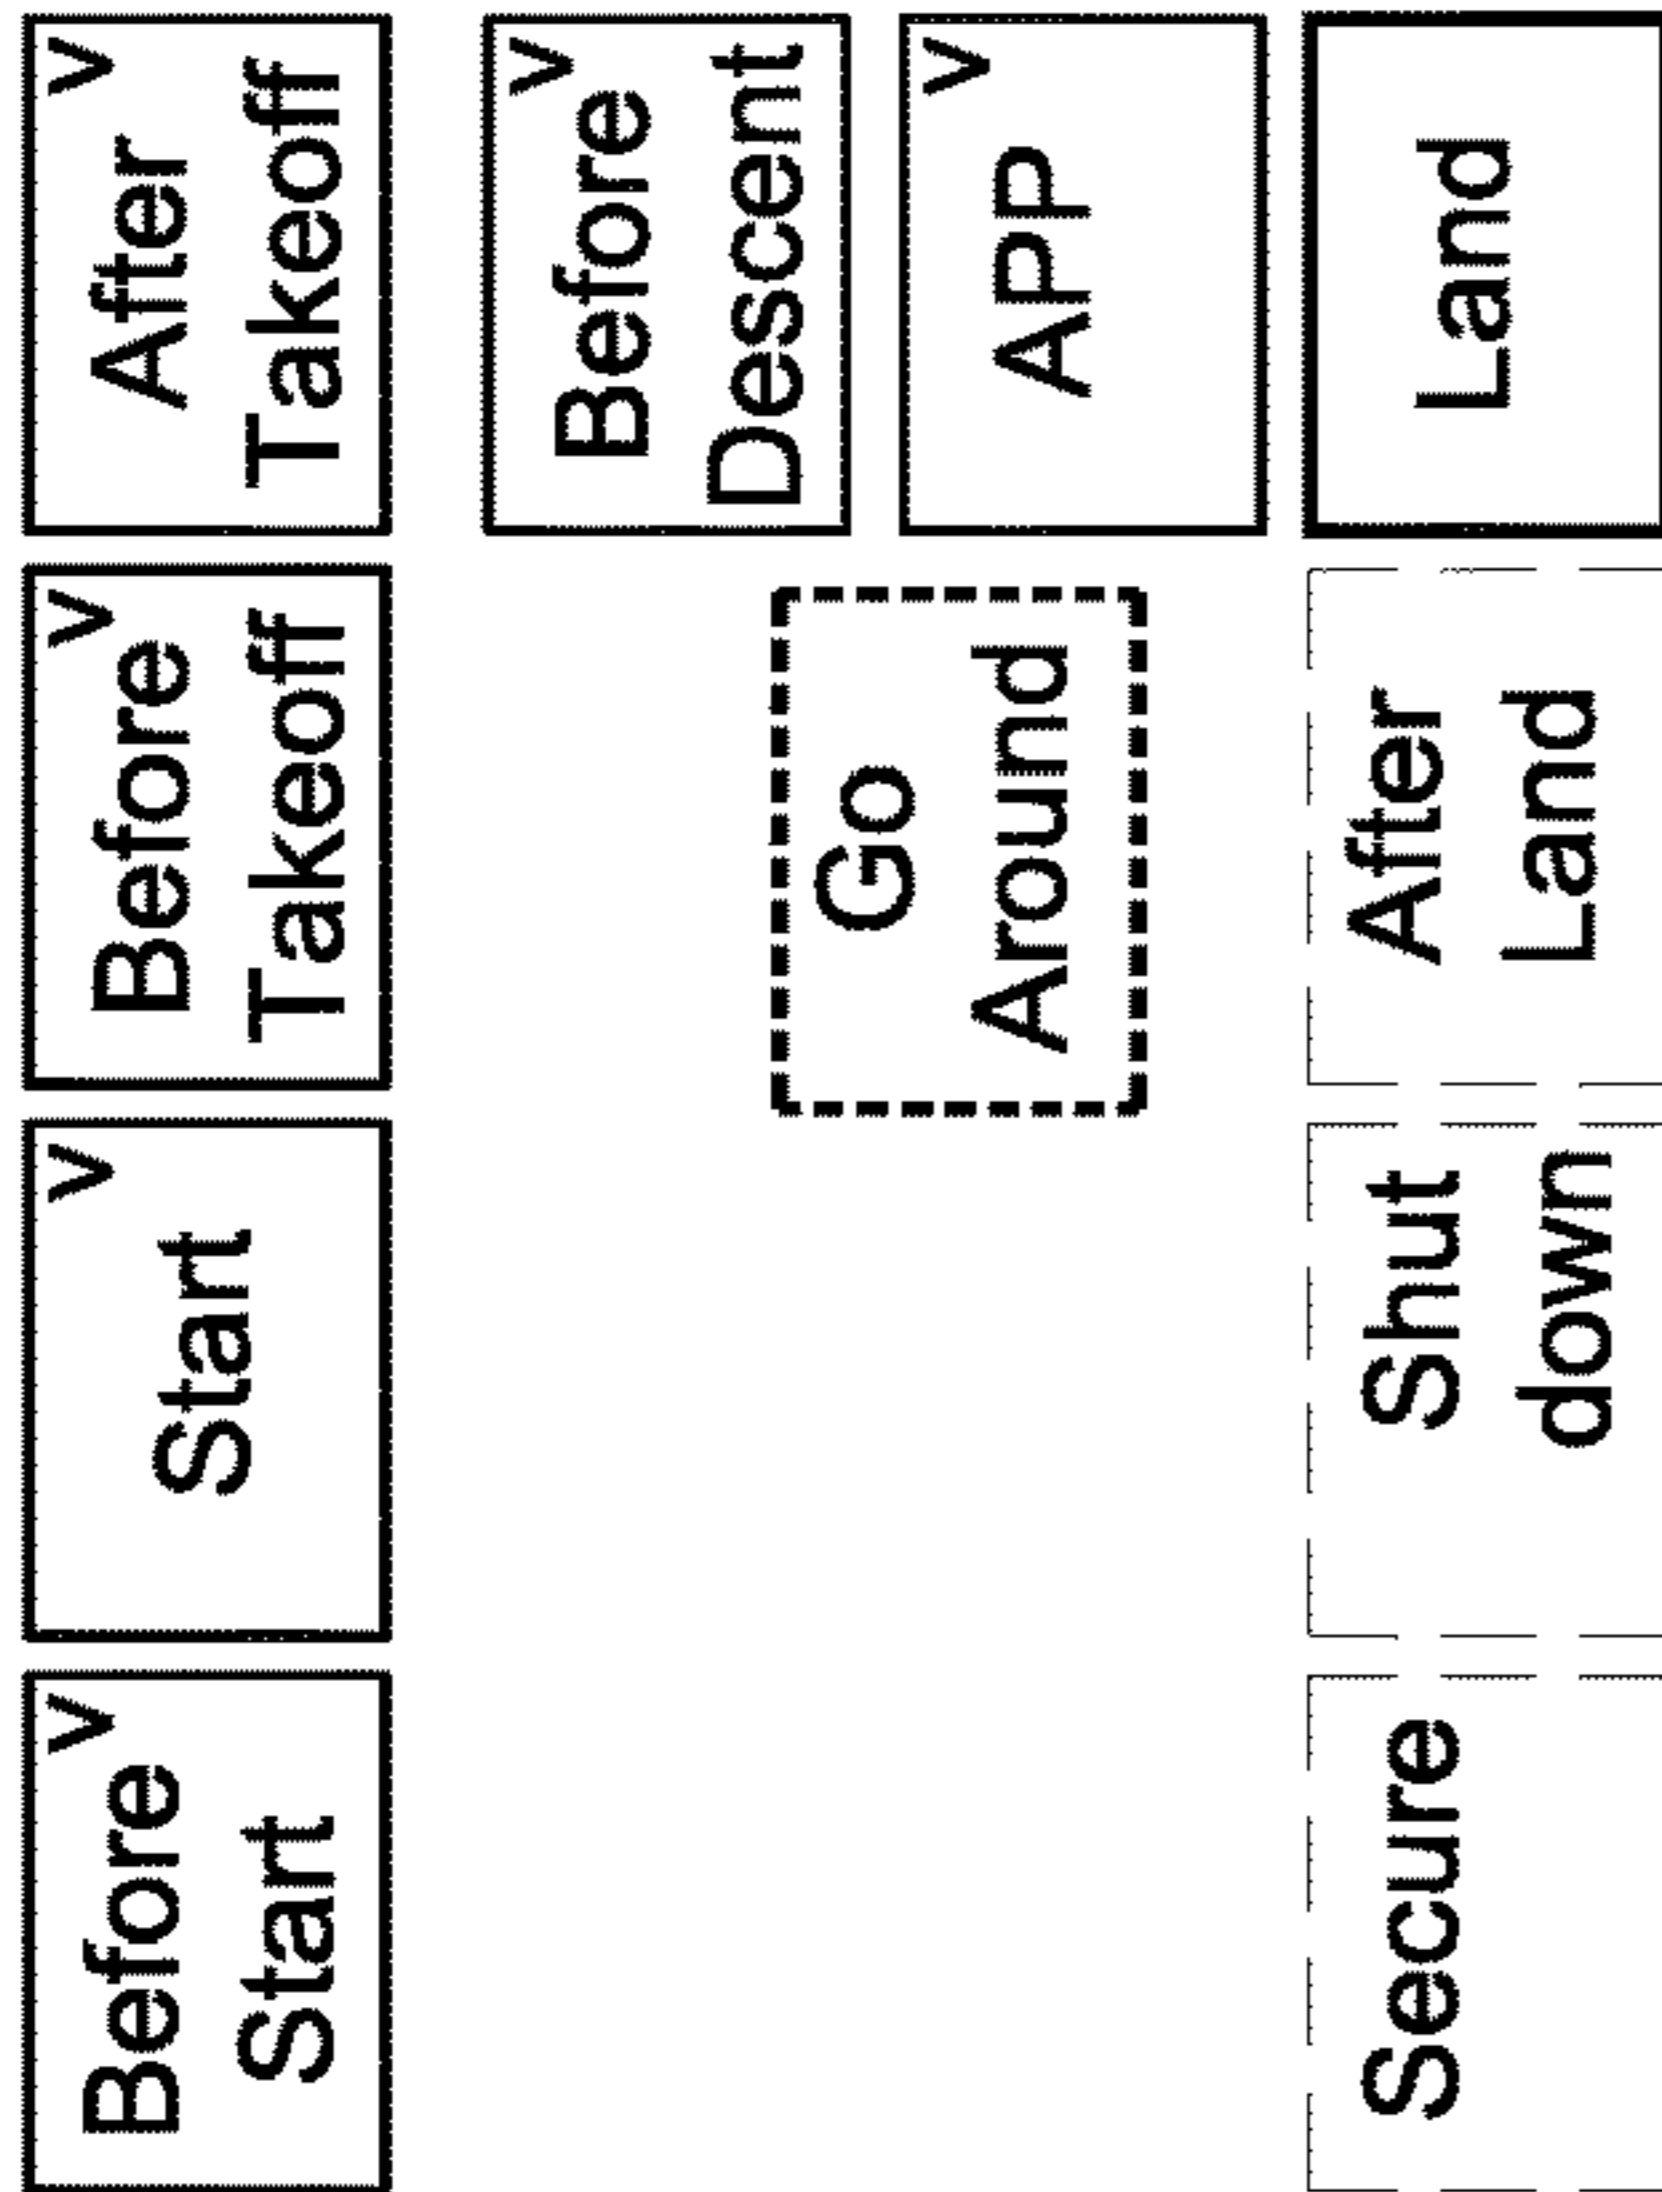 v
Before
Start
v
Start
v
Before
Takeoff
v
After
Takeoff
v
Before
Descent
Go
Around
v
APP
Secure
Shut
down
After
Land
Land